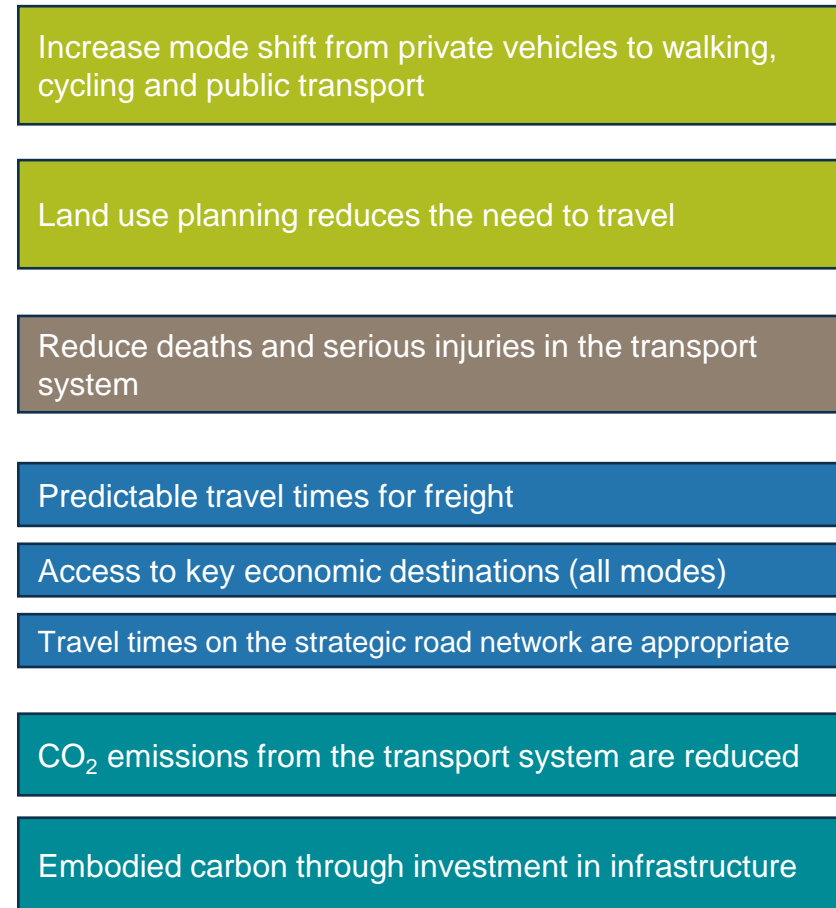 Increase mode shift from private vehicles to walking,
cycling and public transport
Land use planning reduces the need to travel
Reduce deaths and serious injuries in the transport
system
Predictable travel times for freight
Access to key economic destinations (all modes)
Travel times on the strategic road network are appropriate
CO₂ emissions from the transport system are reduced
Embodied carbon through investment in infrastructure